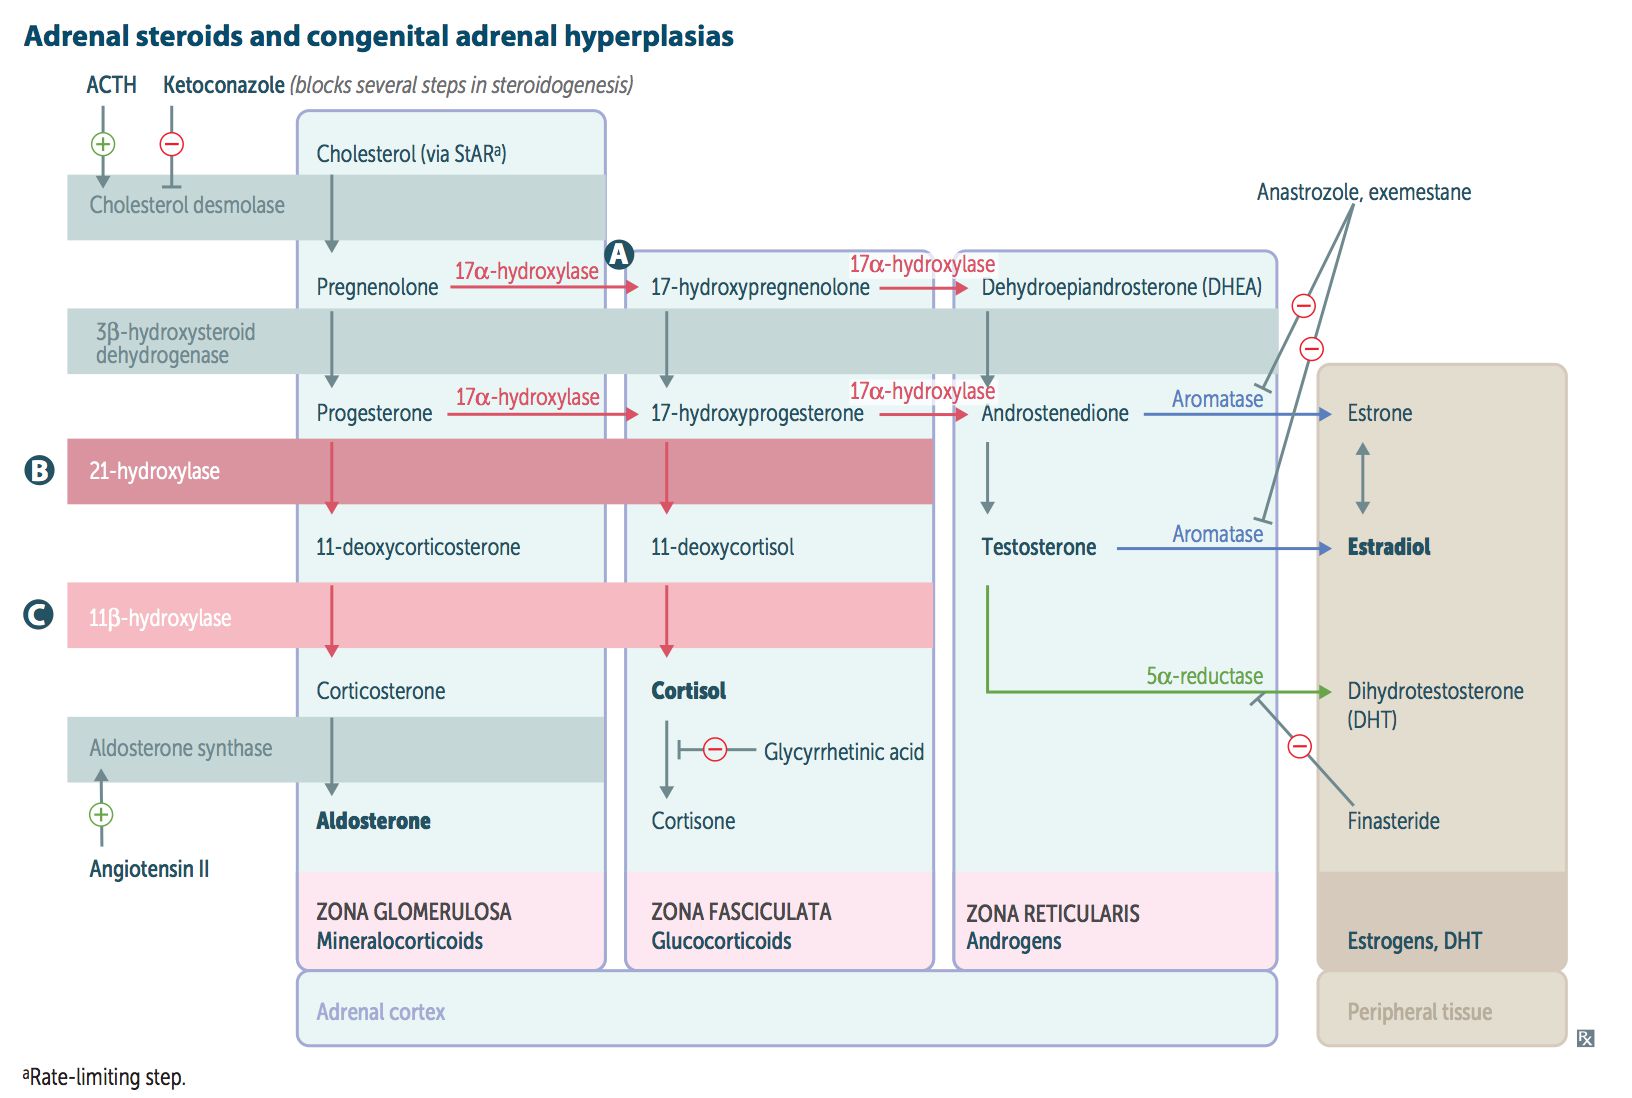 Adrenal steroids and congenital adrenal hyperplasias
ACTH
Ketoconazole (blocks several steps in steroidogenesis)
Cholesterol (via StARᵃ)
Anastrozole, exemestane
Cholesterol desmolase
A
17α-hydroxylase
17α-hydroxylase
Pregnenolone
17-hydroxypregnenolone
Dehydroepiandrosterone (DHEA)
3β-hydroxysteroid
dehydrogenase
17α-hydroxylase
17α-hydroxylase
Aromatase
Progesterone
17-hydroxyprogesterone
Androstenedione
Estrone
B
21-hydroxylase
Aromatase
11-deoxycorticosterone
11-deoxycortisol
Testosterone
Estradiol
C
11β-hydroxylase
5α-reductase
Corticosterone
Cortisol
Dihydrotestosterone
(DHT)
Aldosterone synthase
Glycyrrhetinic acid
Aldosterone
Cortisone
Finasteride
Angiotensin II
ZONA GLOMERULOSA
Mineralocorticoids
ZONA FASCICULATA
Glucocorticoids
ZONA RETICULARIS
Androgens
Estrogens, DHT
Adrenal cortex
Peripheral tissue
Rx
ᵃRate-limiting step.